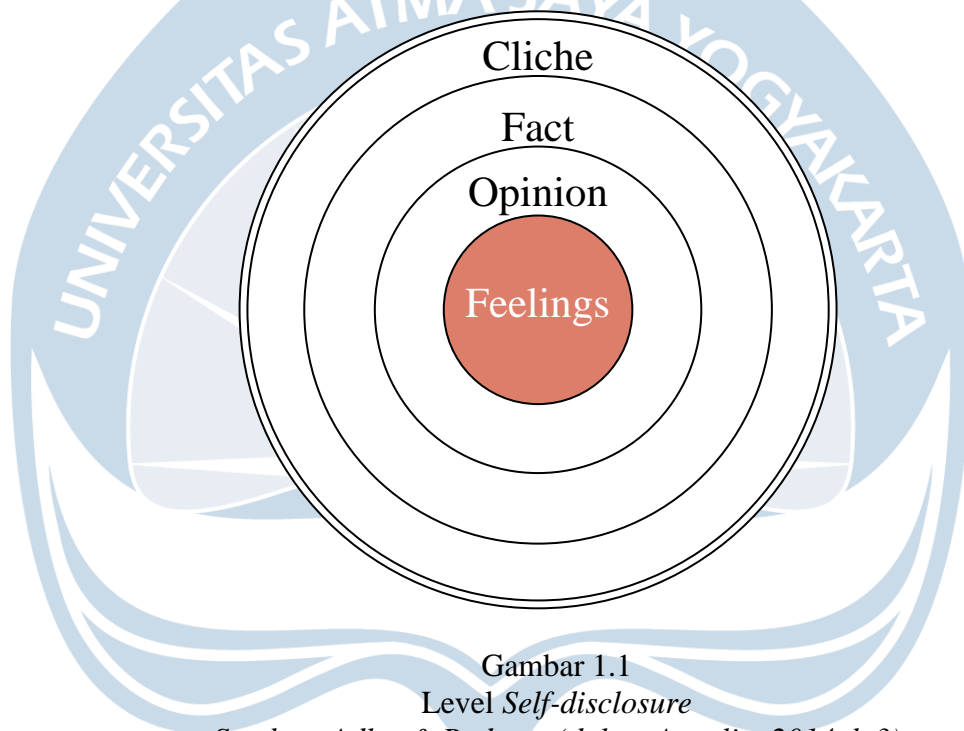 UNIVERSITAS ATMA JAYA YOGYAKARTA
Cliche
Fact
Opinion
Feelings
Gambar 1.1
Level Self-disclosure